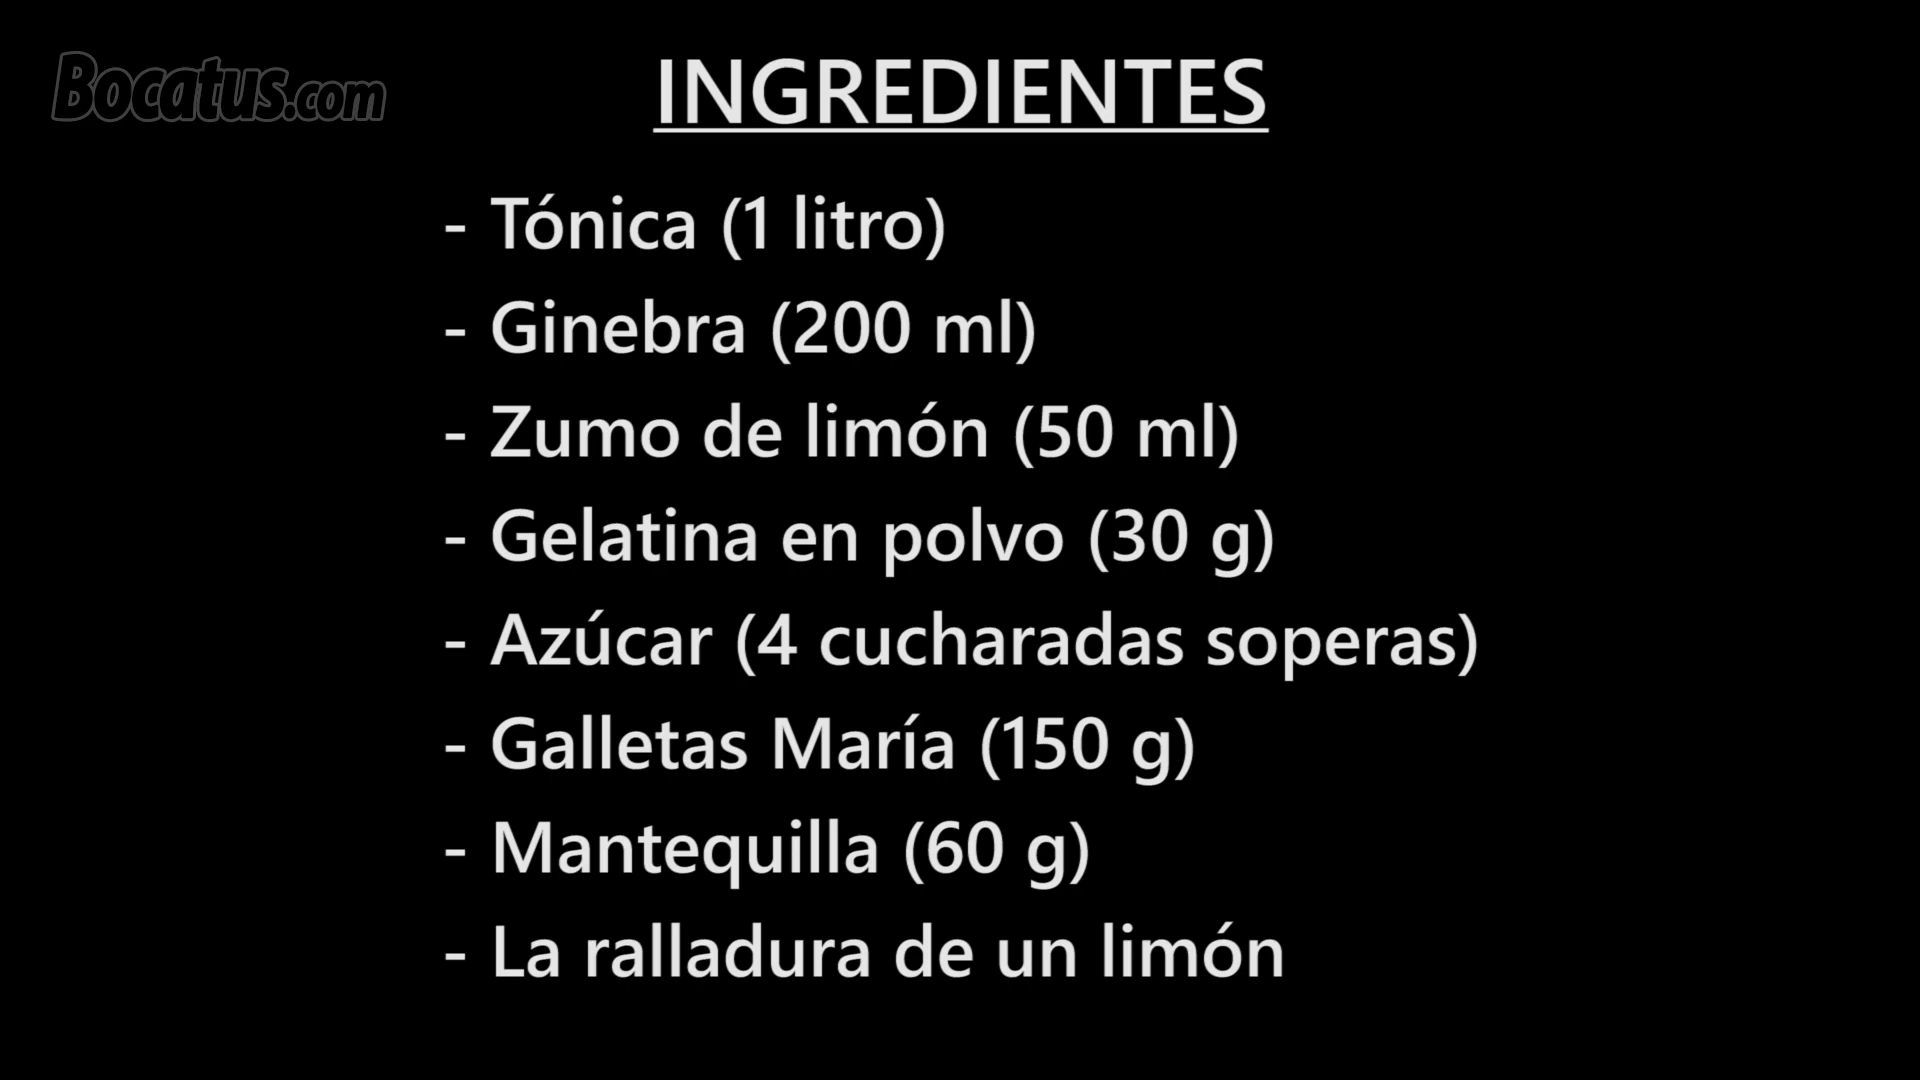 Bocatus.com
INGREDIENTES
- Tónica (1 litro)
- Ginebra (200 ml)
- Zumo de limón (50 ml)
- Gelatina en polvo (30 g)
- Azúcar (4 cucharadas soperas)
- Galletas María (150 g)
- Mantequilla (60 g)
- La ralladura de un limón